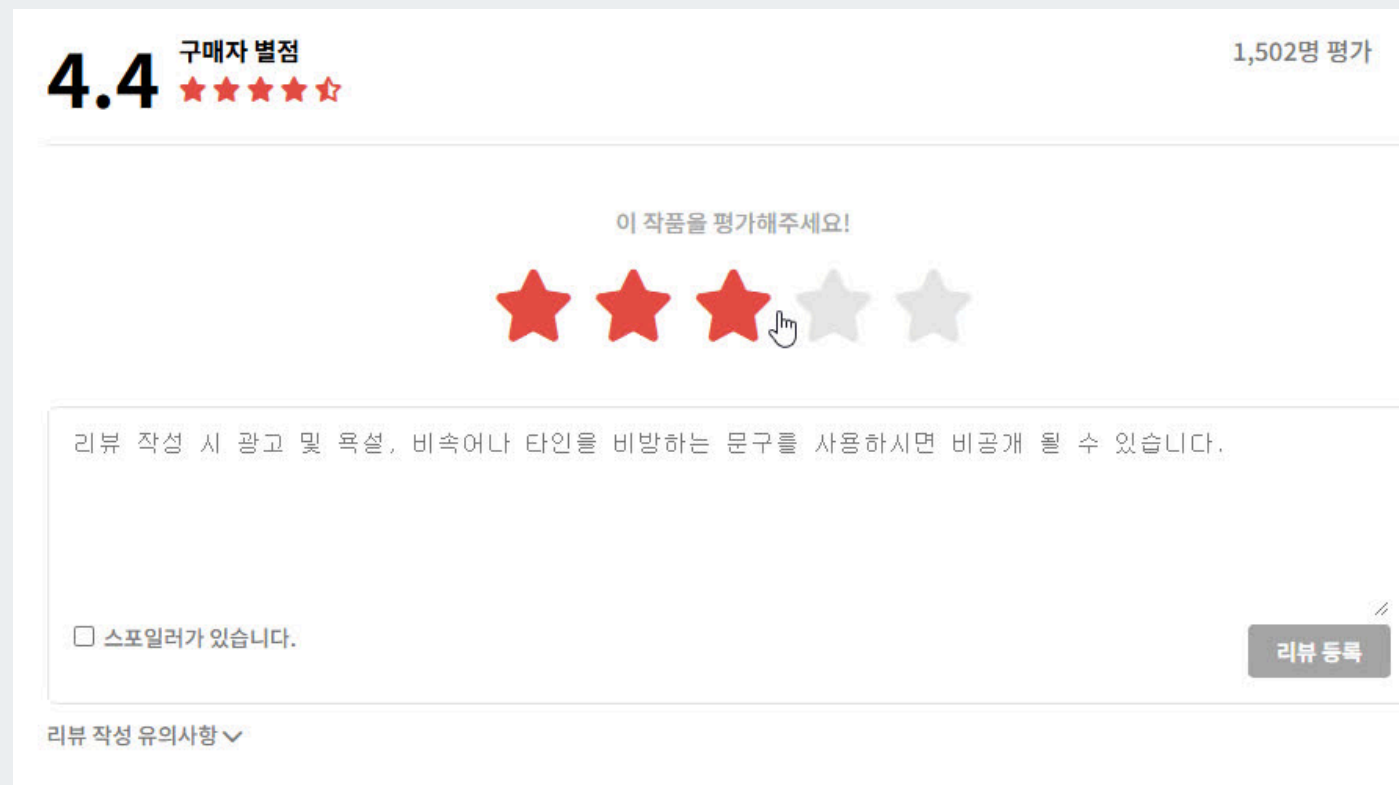 4.4
구매자 별점
1,502명 평가
이 작품을 평가해주세요!
리뷰 작성 시 광고 및 욕설, 비속어나 타인을 비방하는 문구를 사용하시면 비공개 될 수 있습니다.
스포일러가 있습니다.
리뷰 등록
리뷰 작성 유의사항